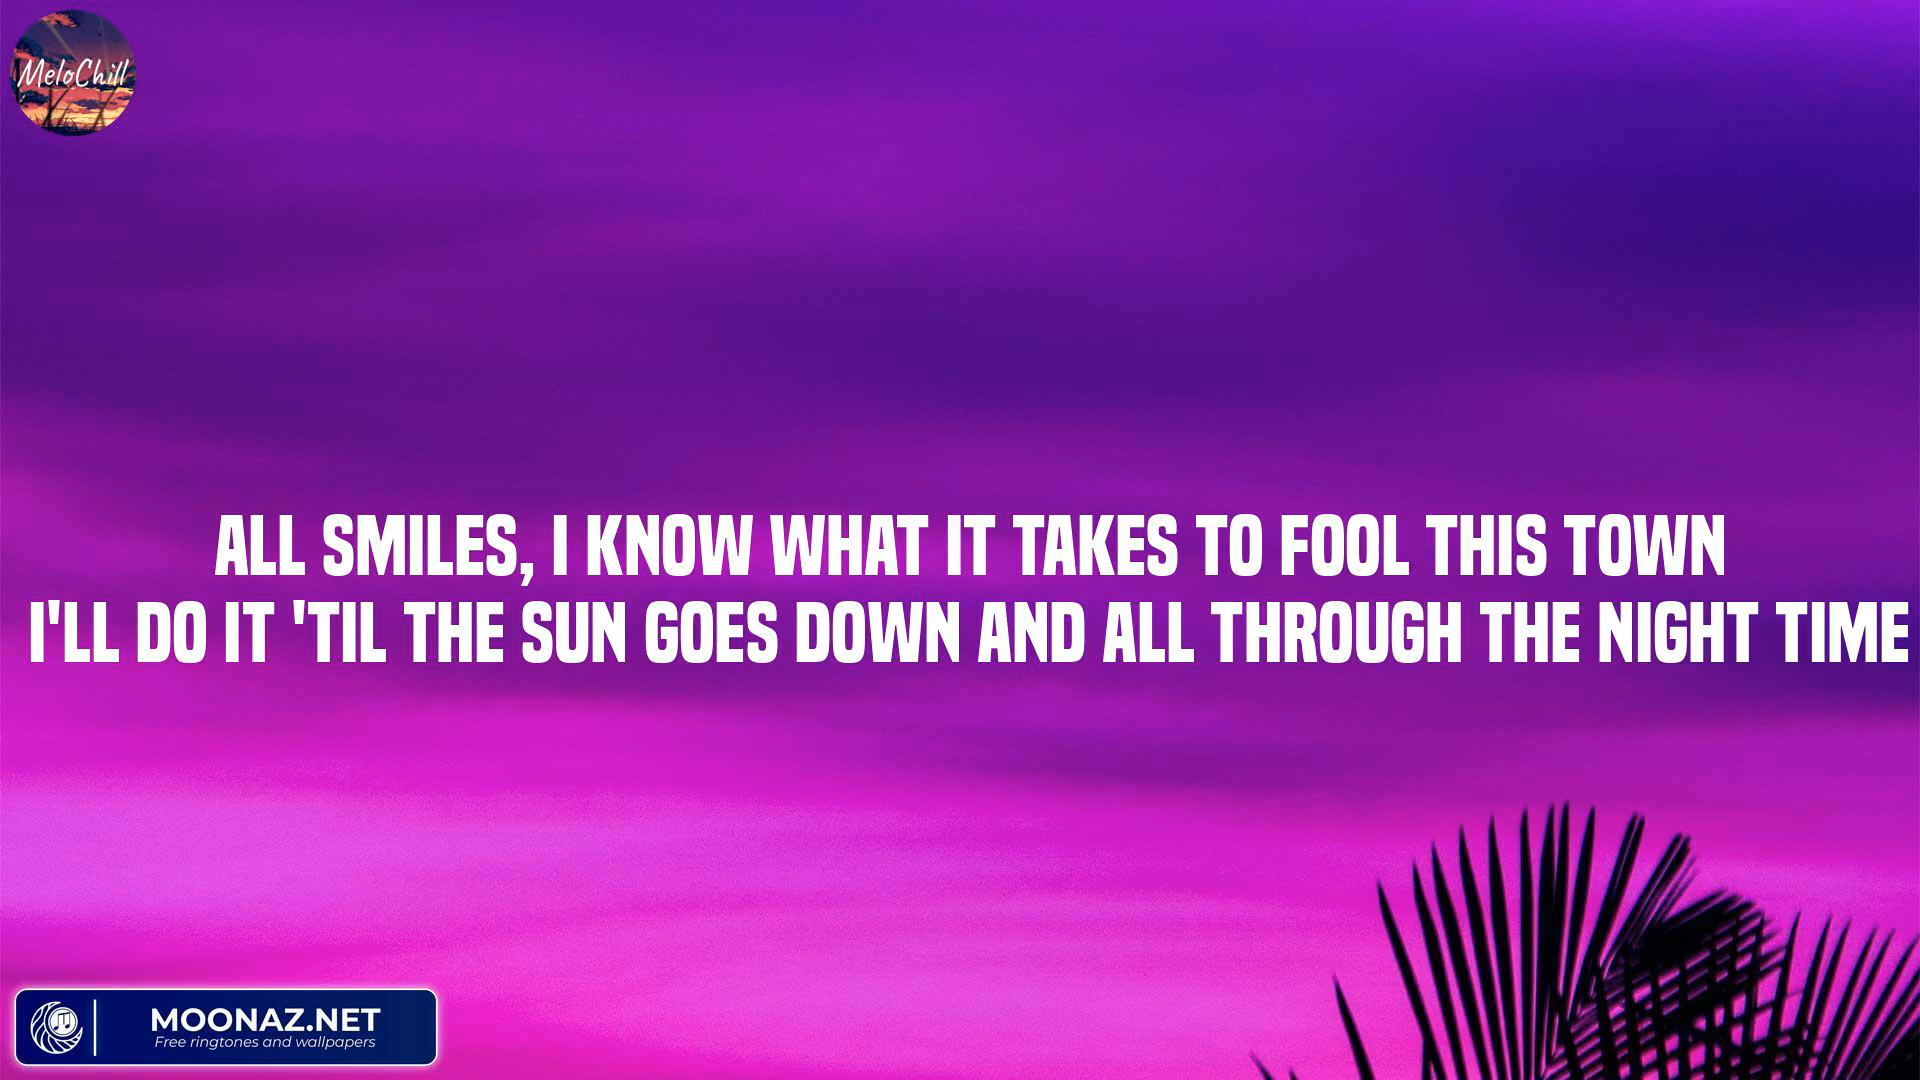 MeloChill
ALL SMILES, I KNOW WHAT IT TAKES TO FOOL THIS TOWN
I'LL DO IT 'TIL THE SUN GOES DOWN AND ALL THROUGH THE NIGHT TIME
MOONAZ.NET
Free ringtones and wallpapers